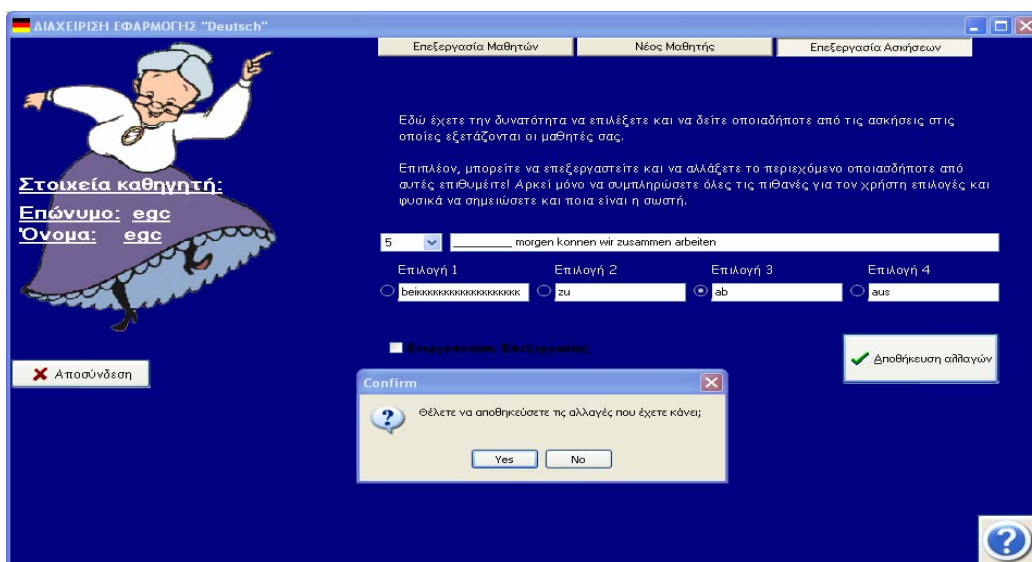 ΔΙΑΧΕΙΡΙΣΗ ΕΦΑΡΜΟΓΗΣ "Deutsch"
Επεξεργασία Μαθητών Νέος Μαθητής Επεξεργασία Ασκήσεων
Εδώ έχετε την δυνατότητα να επιλέξετε και να δείτε οποιαδήποτε από τις ασκήσεις στις
οποίες εξετάζονται οι μαθητές σας.
Επιπλέον, μπορείτε να επεξεργαστείτε και να αλλάξετε το περιεχόμενο οποιασδήποτε από
αυτές επιθυμείτε! Αρκεί μόνο να συμπληρώσετε όλες τις πιθανές για τον χρήστη επιλογές και
φυσικά να σημειώσετε και ποια είναι η σωστή.
Στοιχεία καθηγητή:
Επώνυμο: egc
Όνομα: egc
5 _________ morgen konnen wir zusammen arbeiten
Επιλογή 1 Επιλογή 2 Επιλογή 3 Επιλογή 4
zu ab aus
Ενεργοποίηση Επεξεργασίας
Αποθήκευση αλλαγών
Αποσύνδεση
Confirm
Θέλετε να αποθηκεύσετε τις αλλαγές που έχετε κάνει;
Yes No